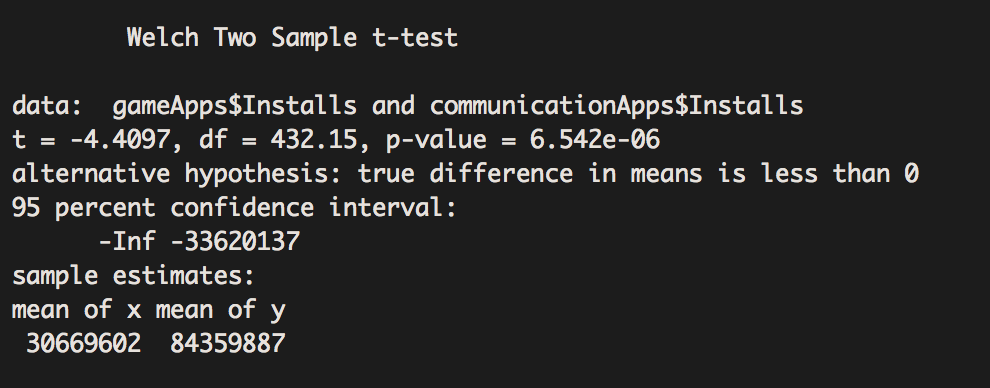 Welch Two Sample t-test
data:  gameApps$Installs and communicationApps$Installs
t = -4.4097, df = 432.15, p-value = 6.542e-06
alternative hypothesis: true difference in means is less than 0
95 percent confidence interval:
      -Inf -33620137
sample estimates:
mean of x mean of y
 30669602  84359887